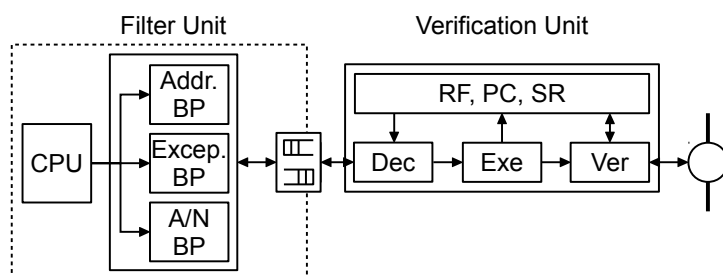 Filter Unit
Verification Unit
Addr.
BP
RF, PC, SR
CPU
Excep.
BP
Dec
Exe
Ver
A/N
BP